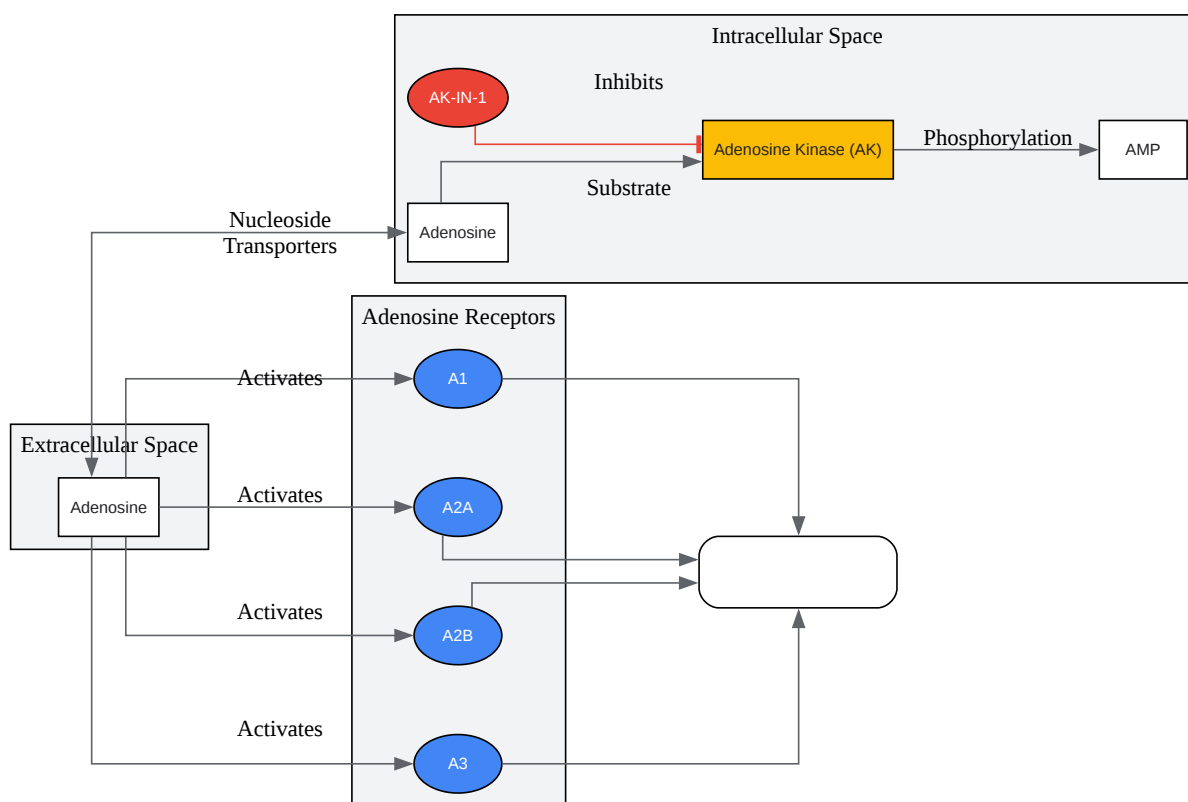 Intracellular Space
Inhibits
AK-IN-1
Adenosine Kinase (AK)
Phosphorylation
AMP
Substrate
Nucleoside
Transporters
Adenosine
Adenosine Receptors
Activates
A1
Extracellular Space
Adenosine
Activates
A2A
Activates
A2B
Activates
A3